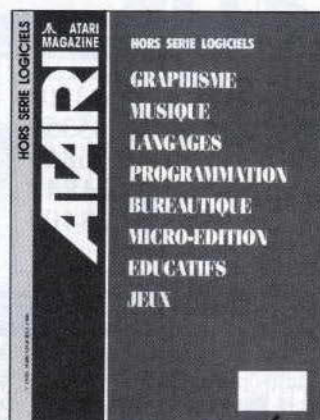 HORS SERIE LOGICIELS
ATARI
MAGAZINE
ATARI
HORS SERIE LOGICIELS
GRAPHISME
MUSIQUE
LANGAGES
PROGRAMMATION
BUREAUTIQUE
MICRO-EDITION
EDUCATIFS
JEUX